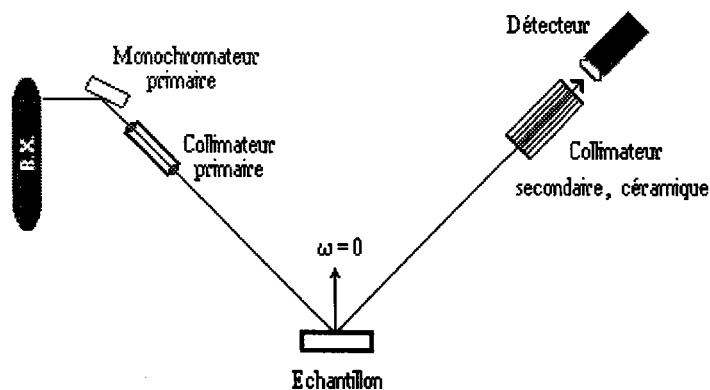 Détecteur
Monochromateur
primaire
R.X.
Collimateur
primaire
Collimateur
secondaire, céramique
ω=0
Echantillon